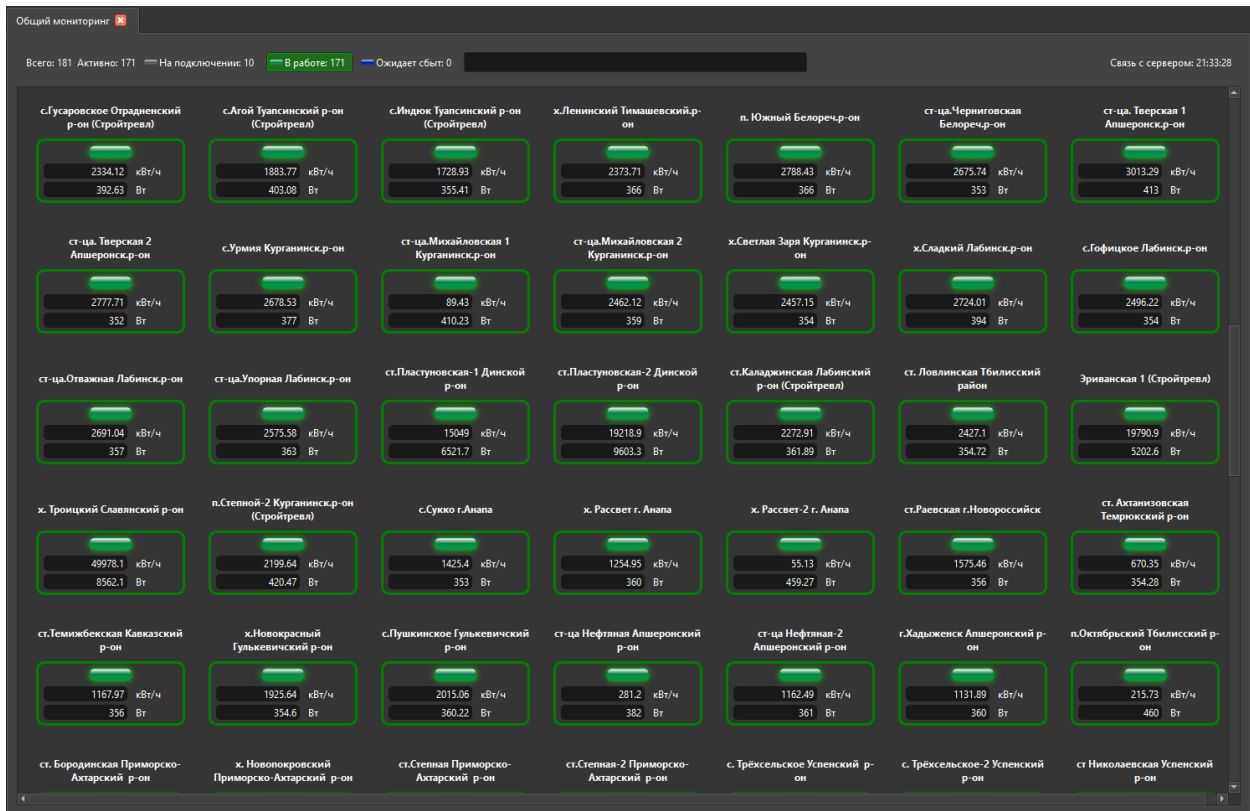 Общий мониторинг
Всего: 181 Активно: 171 На подключении: 10 В работе: 171 Ожидает сбыт: 0 Связь с сервером: 21:33:28
с.Гусаровское Отрадненский
р-он (Стройтревл)
2334.12 кВт/ч
392.63 Вт
с.Агой Туапсинский р-он
(Стройтревл)
1883.77 кВт/ч
403.08 Вт
с.Индюк Туапсинский р-он
(Стройтревл)
1728.93 кВт/ч
355.41 Вт
х.Ленинский Тимашевский.р-
он
2373.71 кВт/ч
366 Вт
п. Южный Белореч.р-он
2788.43 кВт/ч
366 Вт
ст-ца.Черниговская
Белореч.р-он
2675.74 кВт/ч
353 Вт
ст-ца. Тверская 1
Апшеронск.р-он
3013.29 кВт/ч
413 Вт
ст-ца. Тверская 2
Апшеронск.р-он
2777.71 кВт/ч
352 Вт
с.Урмия Курганинск.р-он
2678.53 кВт/ч
377 Вт
ст-ца.Михайловская 1
Курганинск.р-он
89.43 кВт/ч
410.23 Вт
ст-ца.Михайловская 2
Курганинск.р-он
2462.12 кВт/ч
359 Вт
х.Светлая Заря Курганинск.р-
он
2457.15 кВт/ч
354 Вт
х.Сладкий Лабинск.р-он
2724.01 кВт/ч
394 Вт
с.Гофицкое Лабинск.р-он
2496.22 кВт/ч
354 Вт
ст-ца.Отважная Лабинск.р-он
2691.04 кВт/ч
357 Вт
ст-ца.Упорная Лабинск.р-он
2575.58 кВт/ч
363 Вт
ст.Пластуновская-1 Динской
р-он
15049 кВт/ч
6521.7 Вт
ст.Пластуновская-2 Динской
р-он
19218.9 кВт/ч
9603.3 Вт
ст.Каладжинская Лабинский
р-он (Стройтревл)
2272.91 кВт/ч
361.89 Вт
ст. Ловлинская Тбилисский
район
2427.1 кВт/ч
354.72 Вт
Эриванская 1 (Стройтревл)
19790.9 кВт/ч
5202.6 Вт
х. Троицкий Славянский р-он
49978.1 кВт/ч
8562.1 Вт
п.Степной-2 Курганинск.р-он
(Стройтревл)
2199.64 кВт/ч
420.47 Вт
с.Сукко г.Анапа
1425.4 кВт/ч
353 Вт
х. Рассвет г. Анапа
1254.95 кВт/ч
360 Вт
х. Рассвет-2 г. Анапа
55.13 кВт/ч
459.27 Вт
ст.Раевская г.Новороссийск
1575.46 кВт/ч
356 Вт
ст. Ахтанизовская
Темрюкский р-он
670.35 кВт/ч
354.28 Вт
ст.Темижбекская Кавказский
р-он
1167.97 кВт/ч
356 Вт
х.Новокрасный
Гулькевичский р-он
1925.64 кВт/ч
354.6 Вт
с.Пушкинское Гулькевичский
р-он
2015.06 кВт/ч
360.22 Вт
ст-ца Нефтяная Апшеронский
р-он
281.2 кВт/ч
382 Вт
ст-ца Нефтяная-2
Апшеронский р-он
1162.49 кВт/ч
361 Вт
г.Хадыженск Апшеронский р-
он
1131.89 кВт/ч
360 Вт
п.Октябрьский Тбилисский р-
он
215.73 кВт/ч
460 Вт
ст. Бородинская Приморско-
Ахтарский р-он
х. Новопокровский
Приморско-Ахтарский р-он
ст.Степная Приморско-
Ахтарский р-он
ст.Степная-2 Приморско-
Ахтарский р-он
с. Трёхсельское Успенский р-
он
с. Трёхсельское-2 Успенский
р-он
ст Николаевская Успенский
р-он